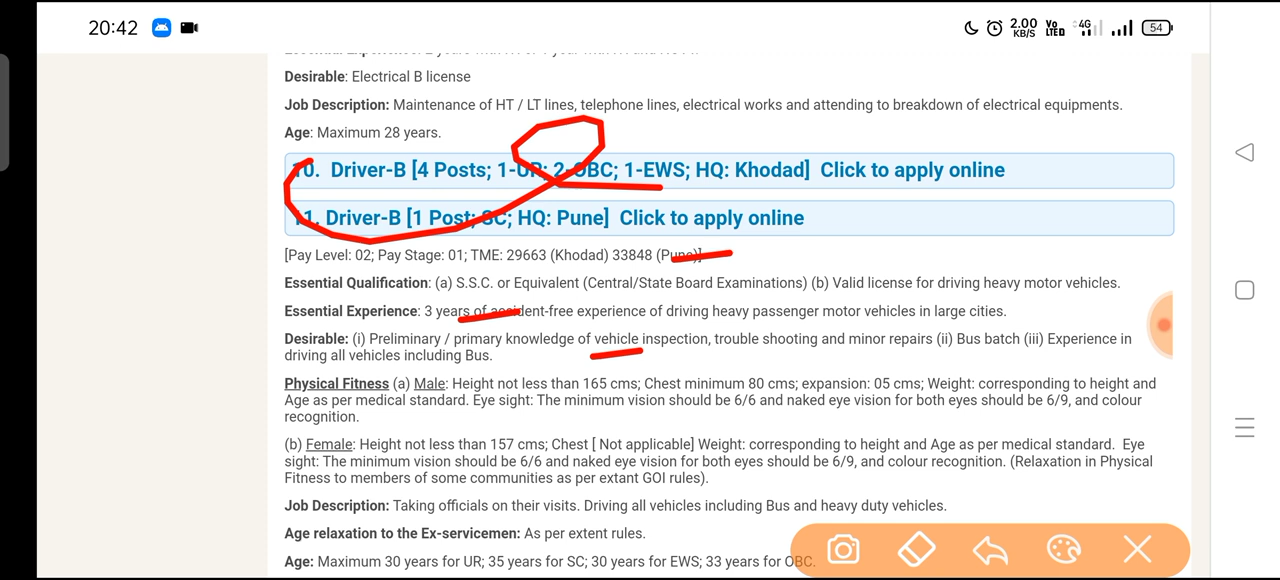 20:42 2.00 KB/S Vo LTED 4G 54
Desirable: Electrical B license
Job Description: Maintenance of HT / LT lines, telephone lines, electrical works and attending to breakdown of electrical equipments.
Age: Maximum 28 years.
10. Driver-B [4 Posts; 1-UR; 2-OBC; 1-EWS; HQ: Khodad] Click to apply online
11. Driver-B [1 Post; SC; HQ: Pune] Click to apply online
[Pay Level: 02; Pay Stage: 01; TME: 29663 (Khodad) 33848 (Pune)]
Essential Qualification: (a) S.S.C. or Equivalent (Central/State Board Examinations) (b) Valid license for driving heavy motor vehicles.
Essential Experience: 3 years of accident-free experience of driving heavy passenger motor vehicles in large cities.
Desirable: (i) Preliminary / primary knowledge of vehicle inspection, trouble shooting and minor repairs (ii) Bus batch (iii) Experience in
driving all vehicles including Bus.
Physical Fitness (a) Male: Height not less than 165 cms; Chest minimum 80 cms; expansion: 05 cms; Weight: corresponding to height and
Age as per medical standard. Eye sight: The minimum vision should be 6/6 and naked eye vision for both eyes should be 6/9, and colour
recognition.
(b) Female: Height not less than 157 cms; Chest [ Not applicable] Weight: corresponding to height and Age as per medical standard. Eye
sight: The minimum vision should be 6/6 and naked eye vision for both eyes should be 6/9, and colour recognition. (Relaxation in Physical
Fitness to members of some communities as per extant GOI rules).
Job Description: Taking officials on their visits. Driving all vehicles including Bus and heavy duty vehicles.
Age relaxation to the Ex-servicemen: As per extent rules.
Age: Maximum 30 years for UR; 35 years for SC; 30 years for EWS; 33 years for OBC.